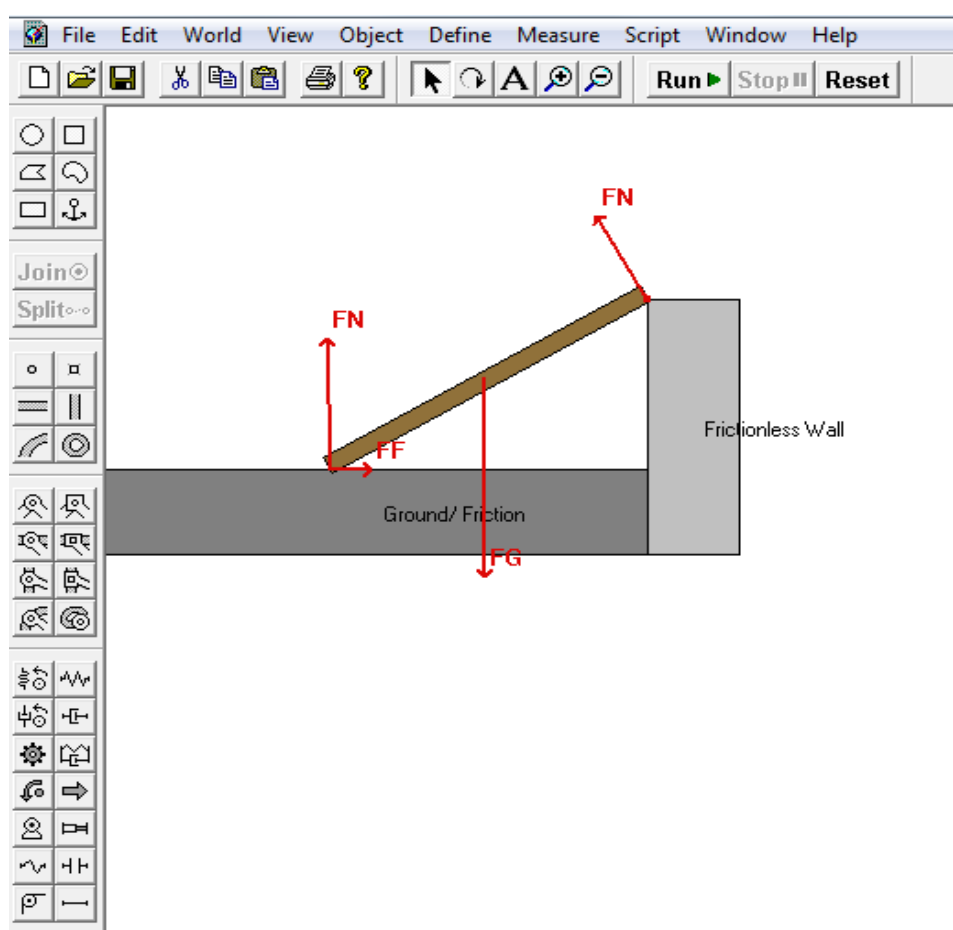 File Edit World View Object Define Measure Script Window Help
A Run Stop Reset
Join
Split
FN
FN
FF
Frictionless Wall
Ground/ Friction
FG